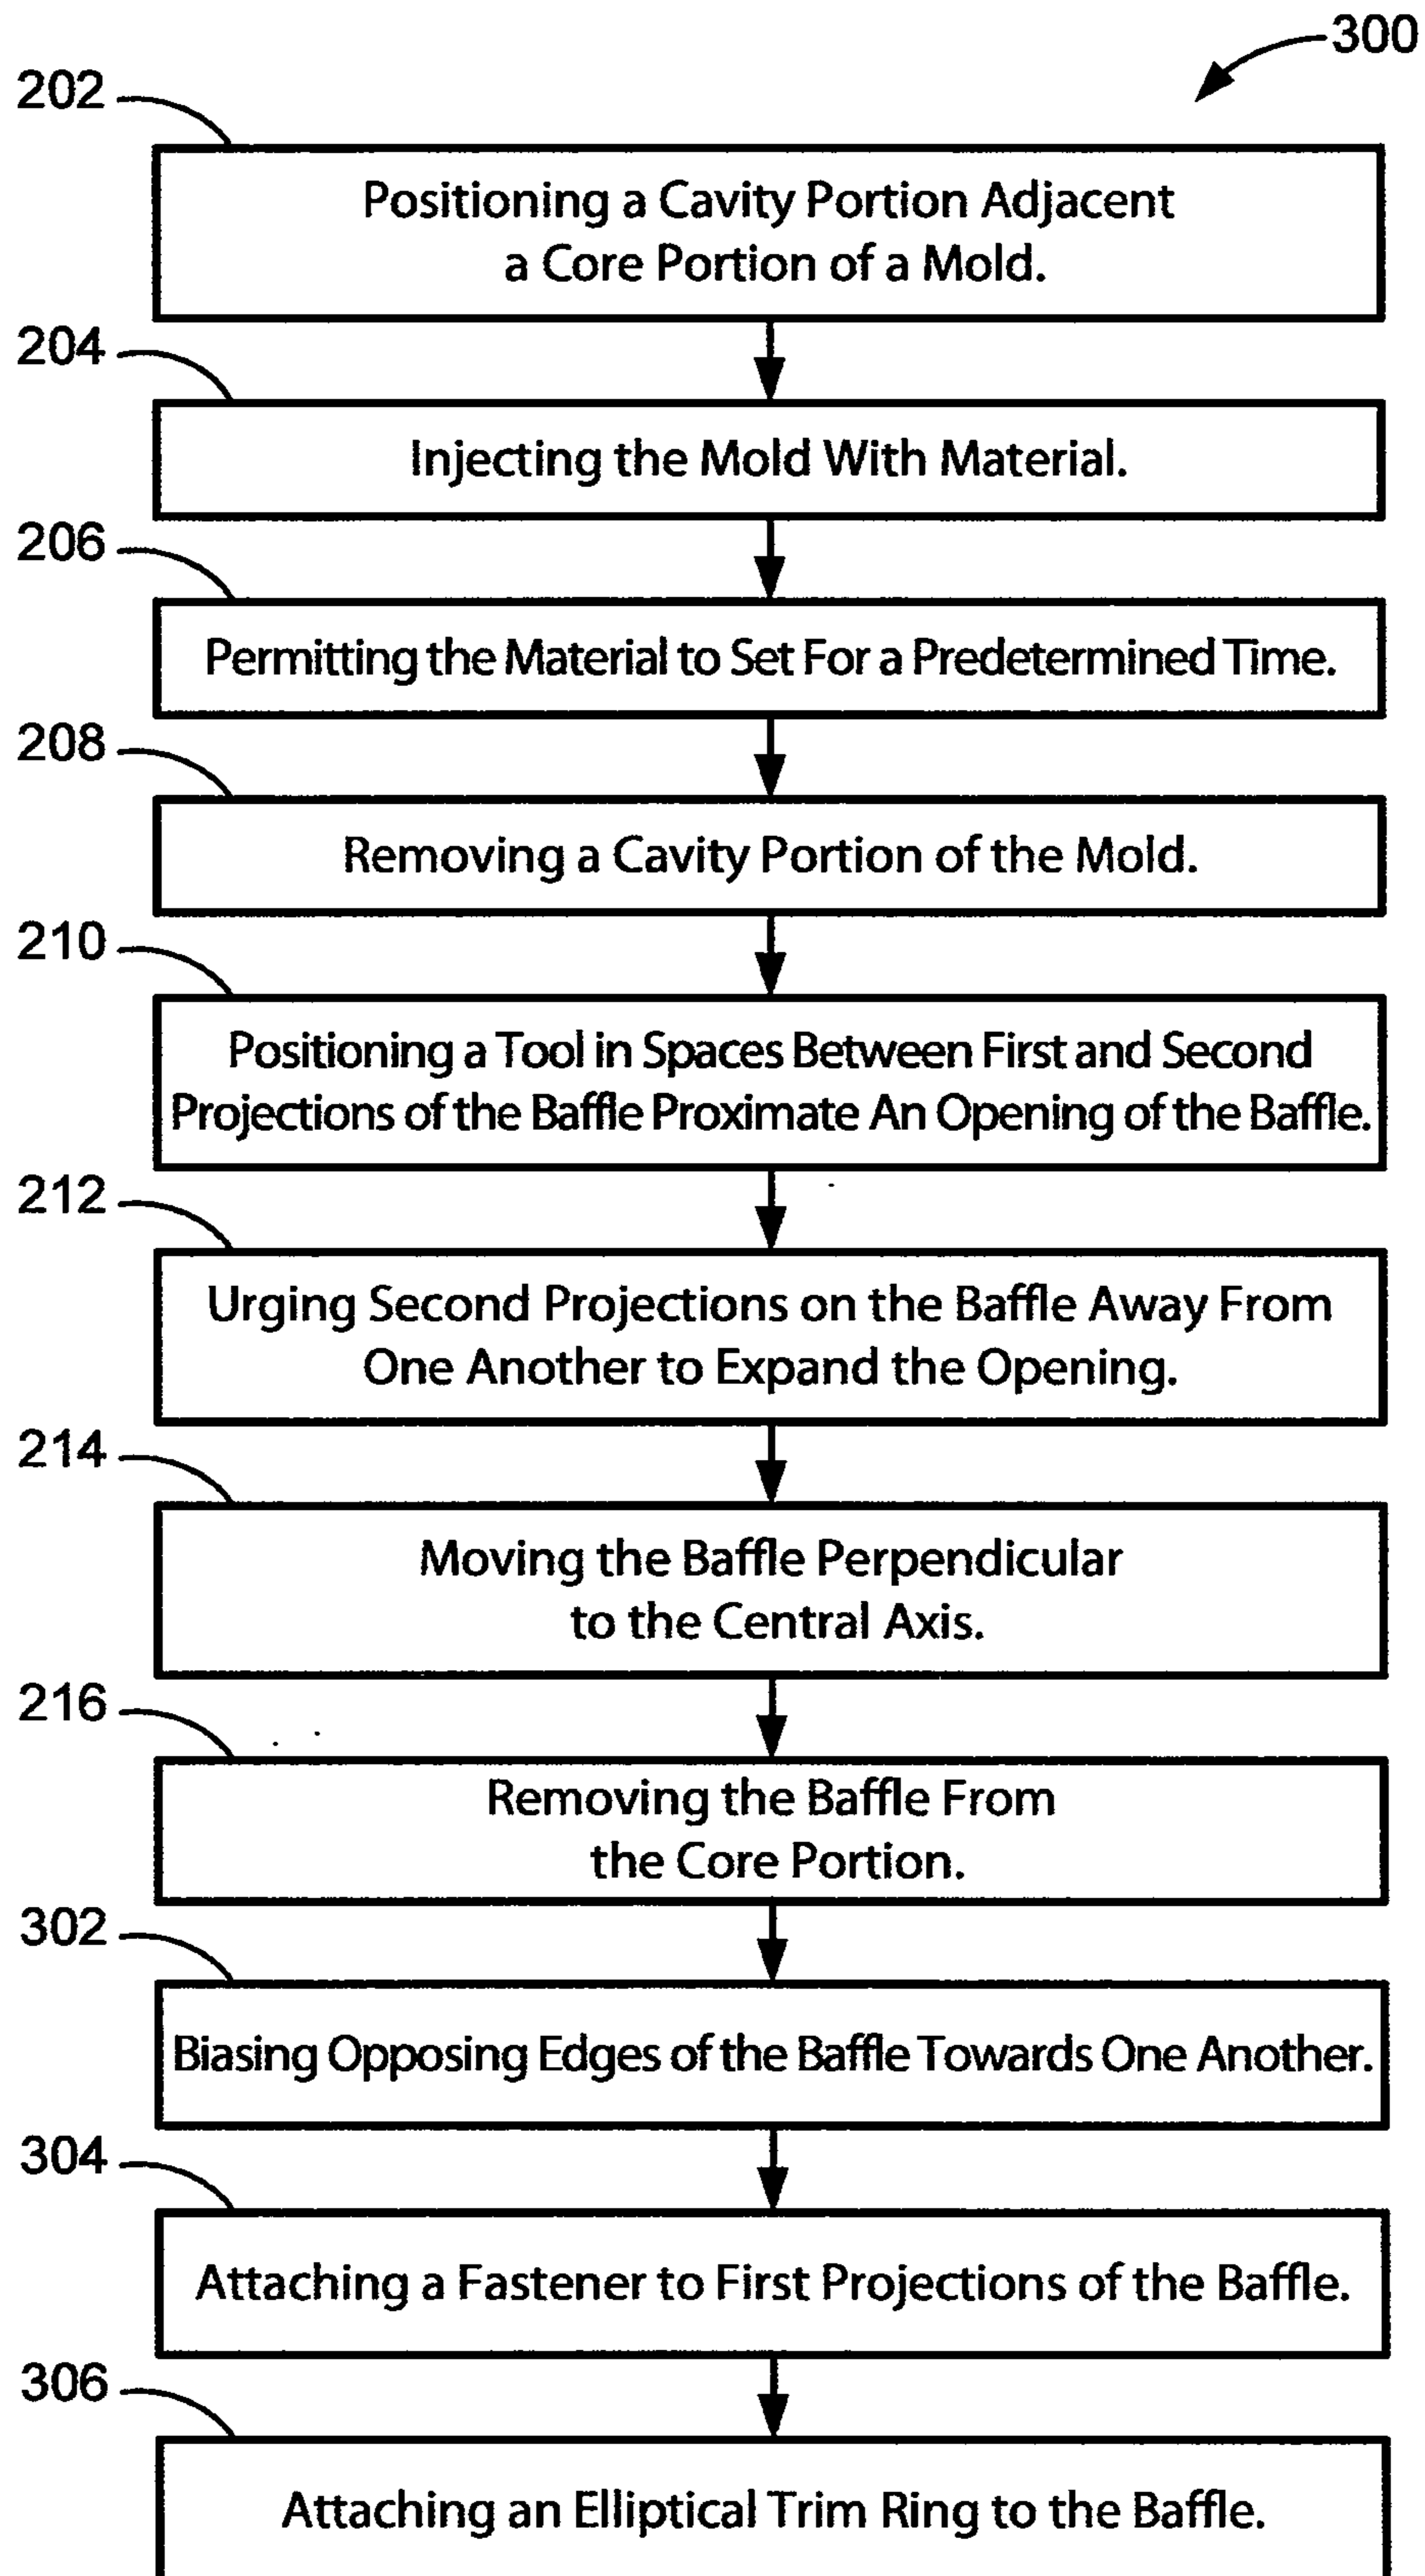 300
202
Positioning a Cavity Portion Adjacent
a Core Portion of a Mold.
204
Injecting the Mold With Material.
206
Permitting the Material to Set For a Predetermined Time.
208
Removing a Cavity Portion of the Mold.
210
Positioning a Tool in Spaces Between First and Second
Projections of the Baffle Proximate An Opening of the Baffle.
212
Urging Second Projections on the Baffle Away From
One Another to Expand the Opening.
214
Moving the Baffle Perpendicular
to the Central Axis.
216
Removing the Baffle From
the Core Portion.
302
Biasing Opposing Edges of the Baffle Towards One Another.
304
Attaching a Fastener to First Projections of the Baffle.
306
Attaching an Elliptical Trim Ring to the Baffle.